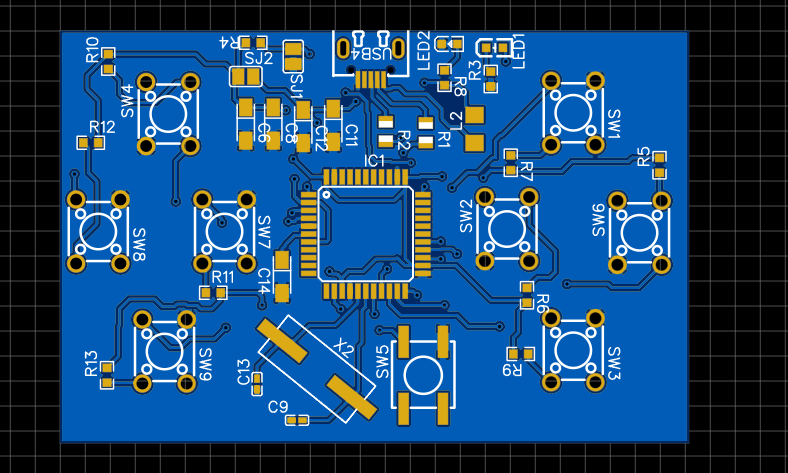 R10
R4
SJ2
SJ1
USB4
LED2
LED1
R3
R8
L2
SW4
C6
C8
C12
C11
R2
R1
SW1
R12
IC1
R7
R5
SW8
SW7
SW2
SW6
R11
C14
R6
X2
SW5
R13
SW9
C13
C9
R9
SW3